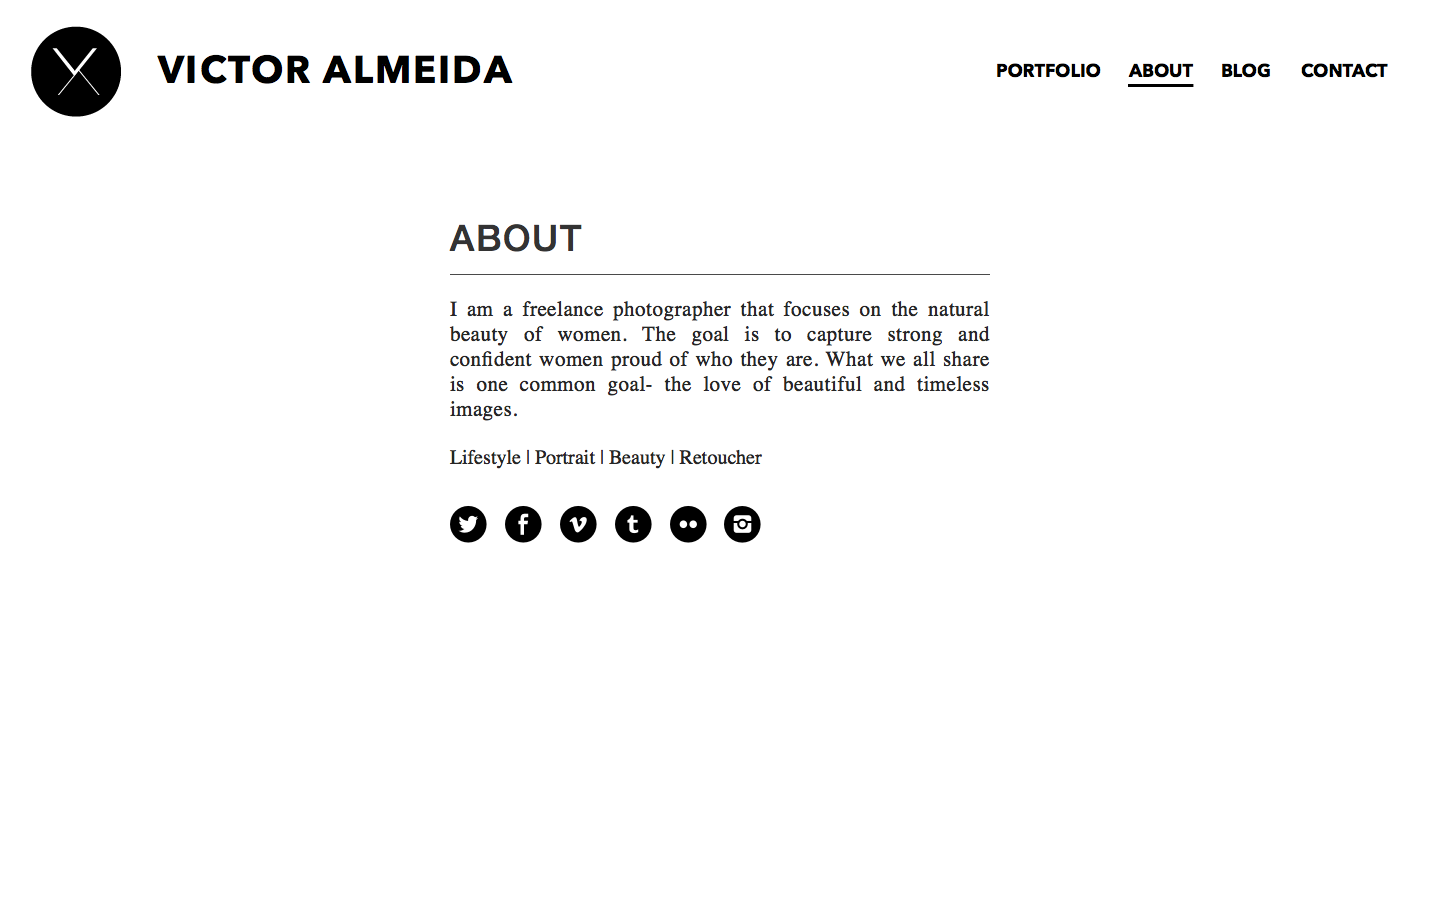 VICTOR ALMEIDA
PORTFOLIO ABOUT BLOG CONTACT
ABOUT
I am a freelance photographer that focuses on the natural
beauty of women. The goal is to capture strong and
confident women proud of who they are. What we all share
is one common goal- the love of beautiful and timeless
images.
Lifestyle | Portrait | Beauty | Retoucher